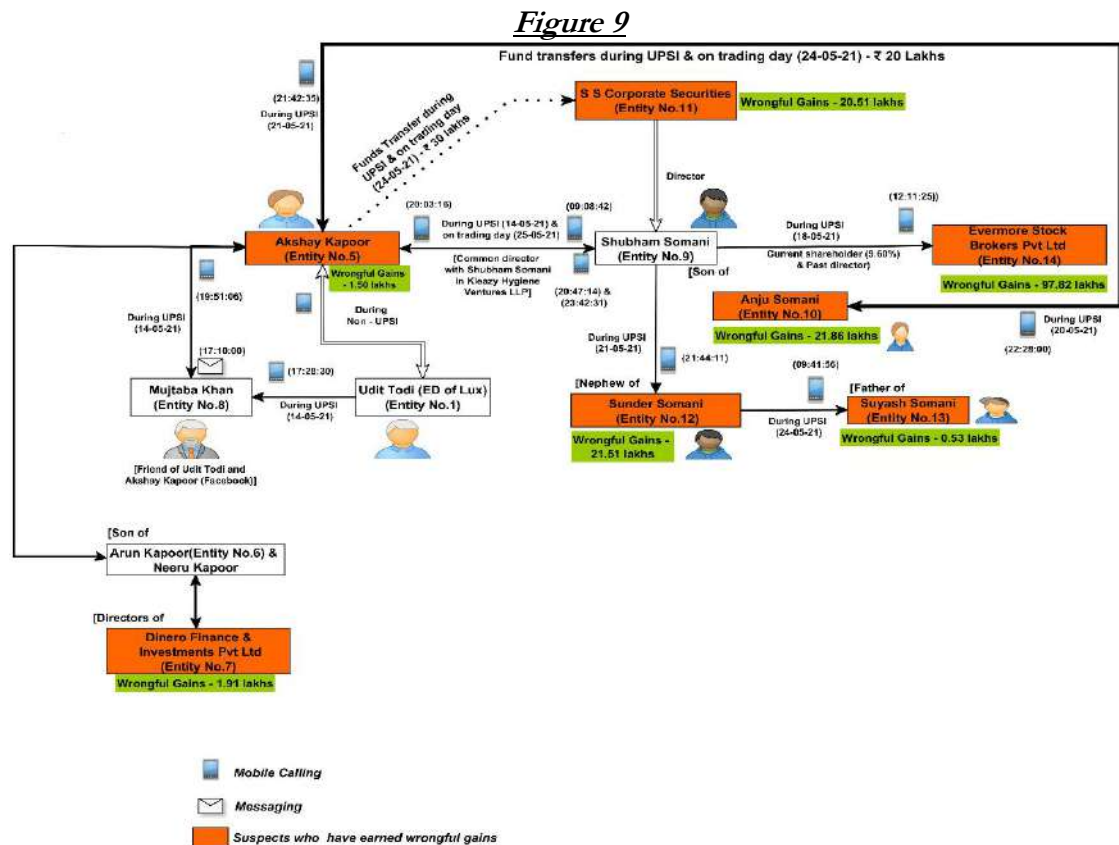 Figure 9
Fund transfers during UPSI & on trading day (24-05-21) - ₹ 20 Lakhs
(21:42:35)
During UPSI
(21-05-21)
Funds Transfer during
UPSI & on trading day
(24-05-21) - ₹ 30 lakhs
S S Corporate Securities
(Entity No.11)
Wrongful Gains - 20.51 lakhs
Director
(20:03:16)
During UPSI (14-05-21) &
on trading day (25-05-21)
(09:08:42)
[Common director
with Shubham Somani
in Kleazy Hygiene
Ventures LLP]
(20:47:14) &
(23:42:31)
Akshay Kapoor
(Entity No.5)
Wrongful Gains
- 1.50 lakhs
Shubham Somani
(Entity No.9)
[Son of
During UPSI
(18-05-21)
(12:11:25))
Current shareholder (5.60%)
& Past director)
Evermore Stock
Brokers Pvt Ltd
(Entity No.14)
Wrongful Gains - 97.82 lakhs
Anju Somani
(Entity No.10)
Wrongful Gains - 21.86 lakhs
During UPSI
(20-05-21)
(22:28:00)
(19:51:06)
During UPSI
(14-05-21)
(17:10:00)
Mujtaba Khan
(Entity No.8)
[Friend of Udit Todi and
Akshay Kapoor (Facebook)]
(17:28:30)
During UPSI
(14-05-21)
During
Non - UPSI
Udit Todi (ED of Lux)
(Entity No.1)
During UPSI
(21-05-21)
(21:44:11)
[Nephew of
Sunder Somani
(Entity No.12)
Wrongful Gains -
21.51 lakhs
(09:41:56)
During UPSI
(24-05-21)
[Father of
Suyash Somani
(Entity No.13)
Wrongful Gains - 0.53 lakhs
[Son of
Arun Kapoor(Entity No.6) &
Neeru Kapoor
[Directors of
Dinero Finance &
Investments Pvt Ltd
(Entity No.7)
Wrongful Gains - 1.91 lakhs
Mobile Calling
Messaging
Suspects who have earned wrongful gains